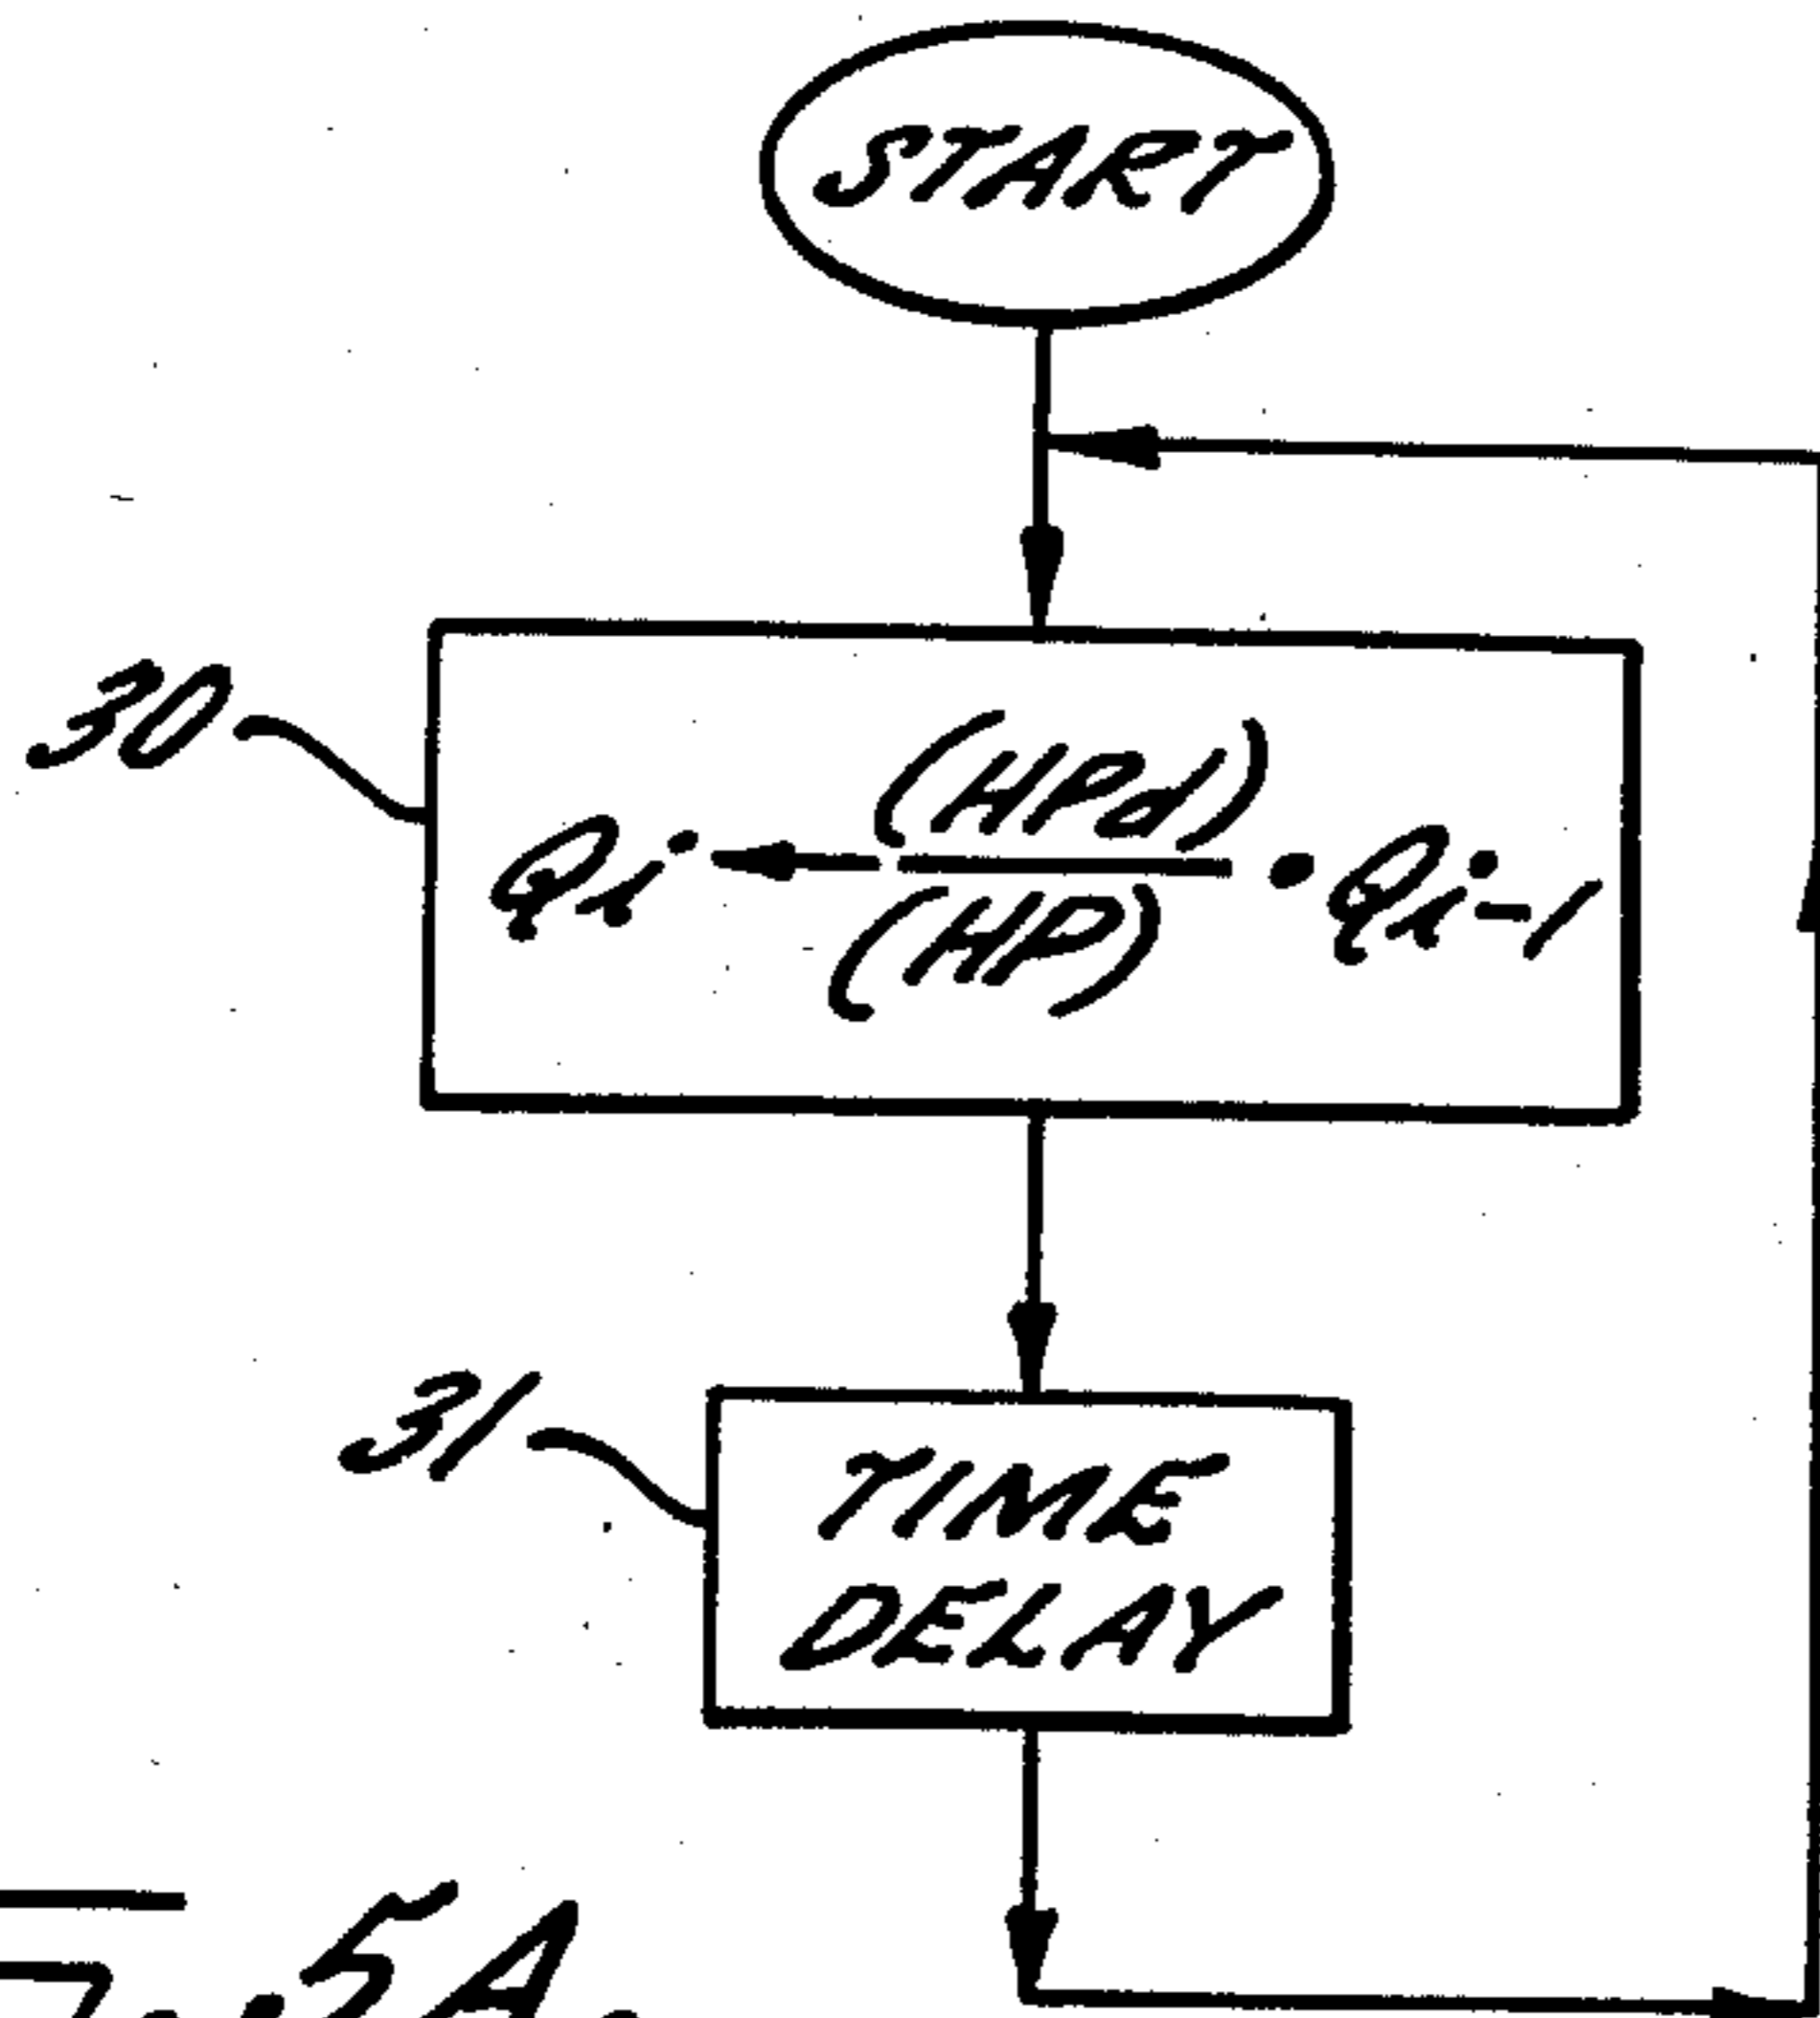 START
30
Qi ← (HPd) / (HP) • Qi-1
31
TIME
DELAY
5A.